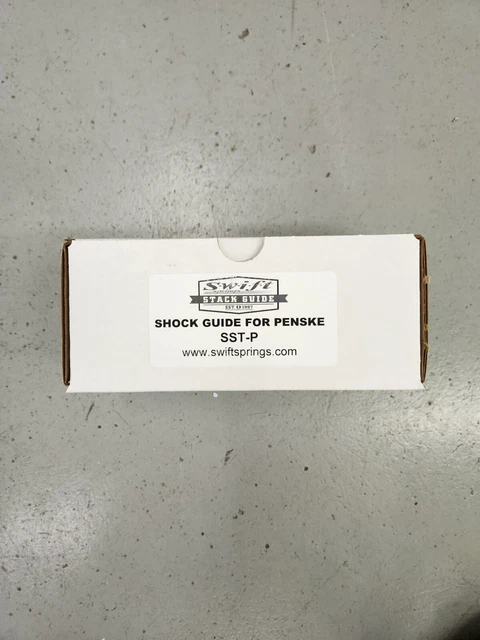 Swift
STACK GUIDE
SHOCK GUIDE FOR PENSKE
SST-P
www.swiftsprings.com